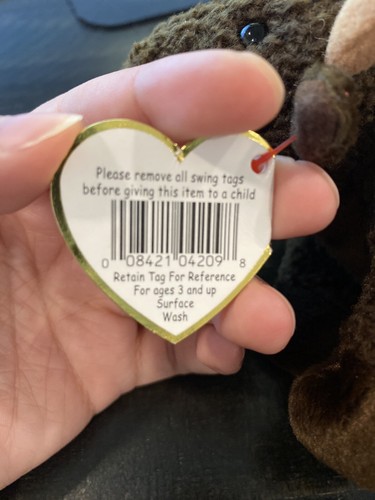 Please remove all swing tags
before giving this item to a child
0 08421 04209 8
Retain Tag For Reference
For ages 3 and up
Surface
Wash